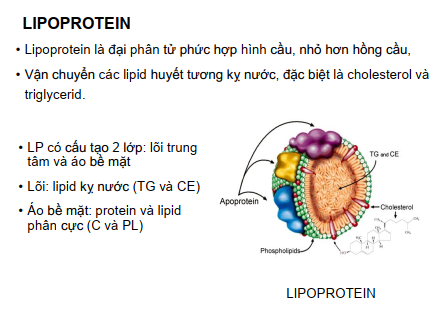 LIPOPROTEIN
• Lipoprotein là đại phân tử phức hợp hình cầu, nhỏ hơn hồng cầu,
• Vận chuyển các lipid huyết tương kỵ nước, đặc biệt là cholesterol và
triglycerid.
• LP có cấu tạo 2 lớp: lõi trung
tâm và áo bề mặt
• Lõi: lipid kỵ nước (TG và CE)
• Áo bề mặt: protein và lipid
phân cực (C và PL)
TG and CE
Apoprotein
Cholesterol
Phospholipids
LIPOPROTEIN